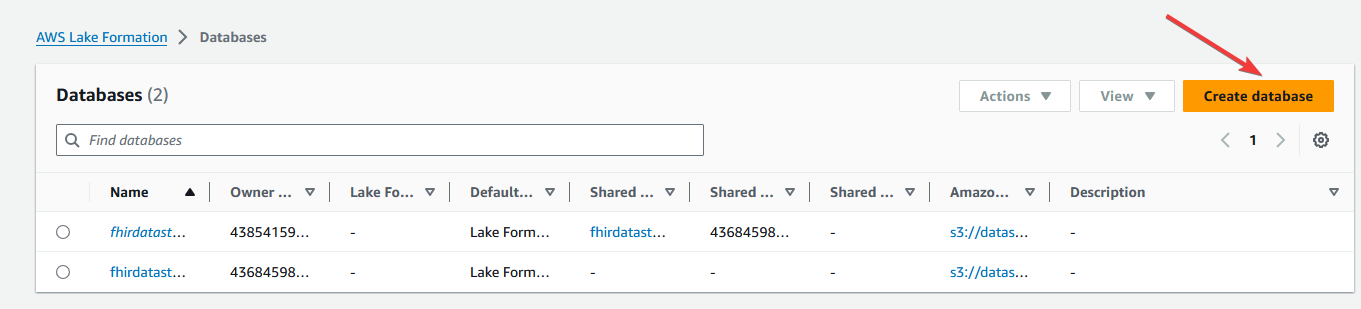 AWS Lake Formation > Databases
Databases (2) Actions View Create database
Find databases
1
Name Owner ... Lake Fo... Default... Shared ... Shared ... Shared ... Amazo... Description
fhirdatast... 43854159... - Lake Form... fhirdatast... 43684598... - s3://datas... -
fhirdatast... 43684598... - Lake Form... - - - s3://datas... -